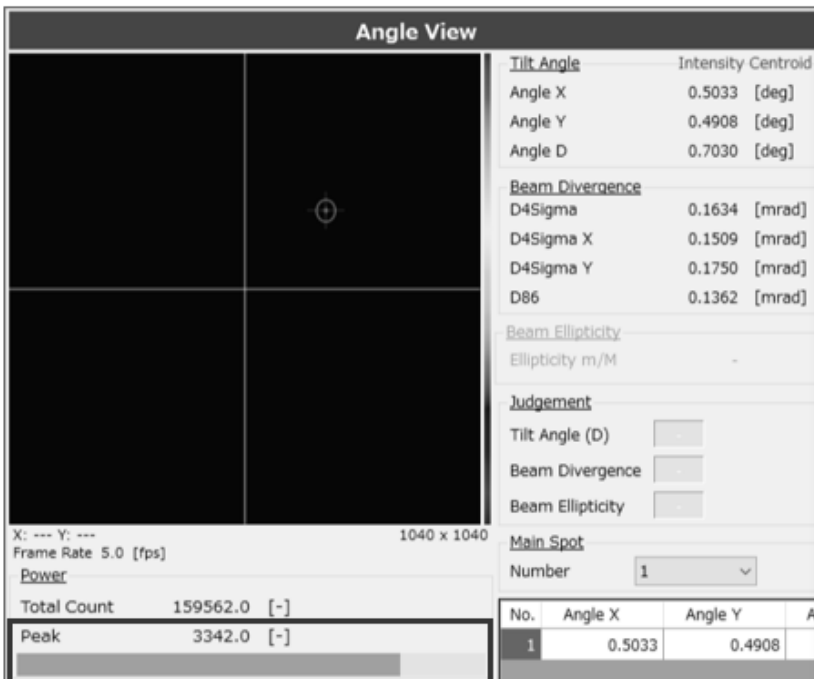 Angle View
Tilt Angle Intensity Centroid
Angle X 0.5033 [deg]
Angle Y 0.4908 [deg]
Angle D 0.7030 [deg]
Beam Divergence
D4Sigma 0.1634 [mrad]
D4Sigma X 0.1509 [mrad]
D4Sigma Y 0.1750 [mrad]
D86 0.1362 [mrad]
Beam Ellipticity
Ellipticity m/M -
Judgement
Tilt Angle (D) -
Beam Divergence -
Beam Ellipticity -
X: --- Y: --- 1040 x 1040
Frame Rate 5.0 [fps]
Main Spot
Number 1
Power
Total Count 159562.0 [-]
Peak 3342.0 [-]
No. Angle X Angle Y A
1 0.5033 0.4908